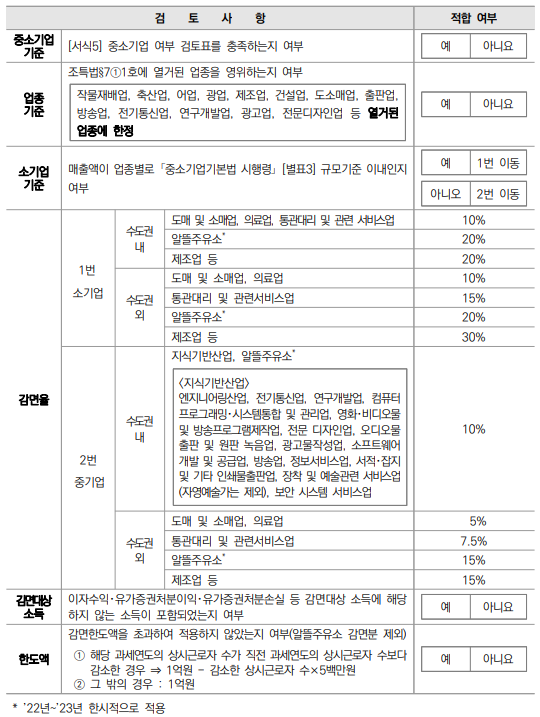 검 토 사 항 적합 여부
중소기업
기준
[서식5] 중소기업 여부 검토표를 충족하는지 여부
예 아니요
업종
기준
조특법§7①1호에 열거된 업종을 영위하는지 여부
작물재배업, 축산업, 어업, 광업, 제조업, 건설업, 도소매업, 출판업,
방송업, 전기통신업, 연구개발업, 광고업, 전문디자인업 등 열거된
업종에 한정
예 아니요
소기업
기준
매출액이 업종별로 「중소기업기본법 시행령」 [별표3] 규모기준 이내인지
여부
예 1번 이동
아니오 2번 이동
감면율
1번
소기업
수도권
내
도매 및 소매업, 의료업, 통관대리 및 관련 서비스업 10%
알뜰주유소* 20%
제조업 등 20%
수도권
외
도매 및 소매업, 의료업 10%
통관대리 및 관련서비스업 15%
알뜰주유소* 20%
제조업 등 30%
2번
중기업
수도권
내
지식기반산업, 알뜰주유소*
〈지식기반산업〉
엔지니어링산업, 전기통신업, 연구개발업, 컴퓨터
프로그래밍·시스템통합 및 관리업, 영화·비디오물
및 방송프로그램제작업, 전문 디자인업, 오디오물
출판 및 원판 녹음업, 광고물작성업, 소프트웨어
개발 및 공급업, 방송업, 정보서비스업, 서적·잡지
및 기타 인쇄물출판업, 창작 및 예술관련 서비스업
(자영예술가는 제외), 보안 시스템 서비스업
10%
수도권
외
도매 및 소매업, 의료업 5%
통관대리 및 관련서비스업 7.5%
알뜰주유소* 15%
제조업 등 15%
감면대상
소득
이자수익·유가증권처분이익·유가증권처분손실 등 감면대상 소득에 해당
하지 않는 소득이 포함되었는지 여부
예 아니요
한도액
감면한도액을 초과하여 적용하지 않았는지 여부(알뜰주유소 감면분 제외)
① 해당 과세연도의 상시근로자 수가 직전 과세연도의 상시근로자 수보다
감소한 경우 ⇒ 1억원 - 감소한 상시근로자 수×5백만원
② 그 밖의 경우 : 1억원
예 아니요
* '22년~'23년 한시적으로 적용